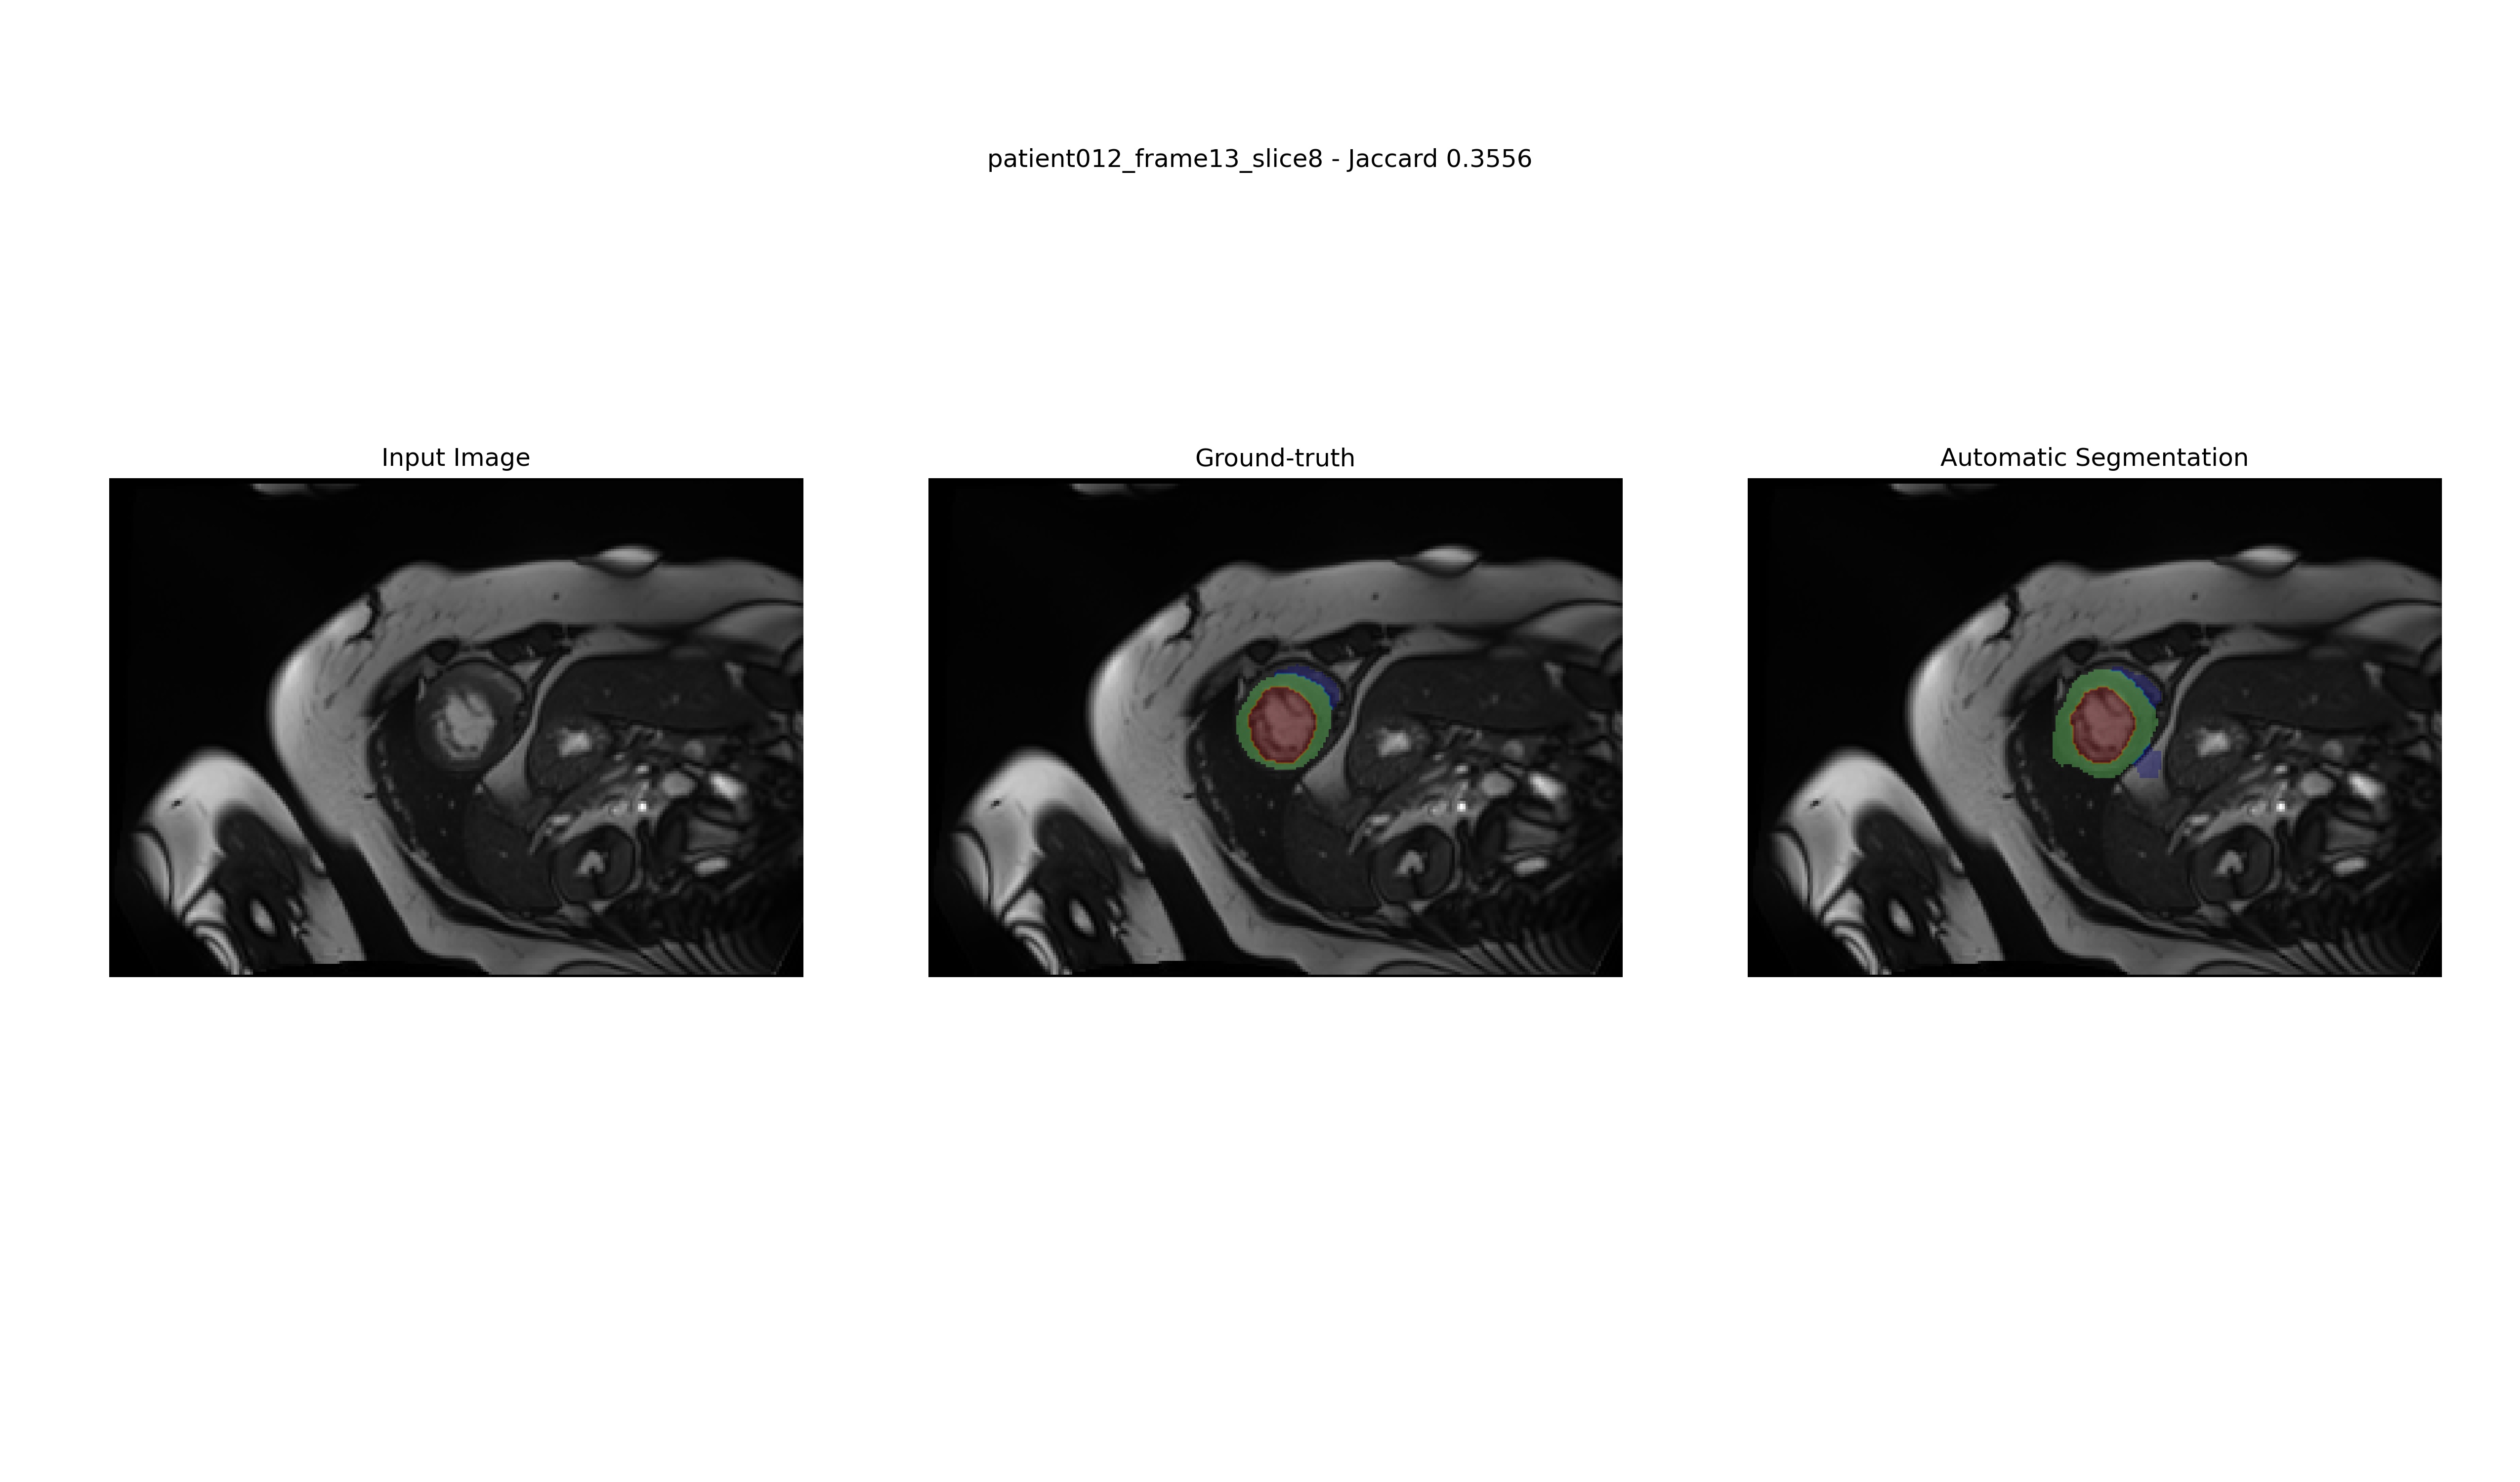 patient012_frame13_slice8 - Jaccard 0.3556
Input Image
Ground-truth
Automatic Segmentation